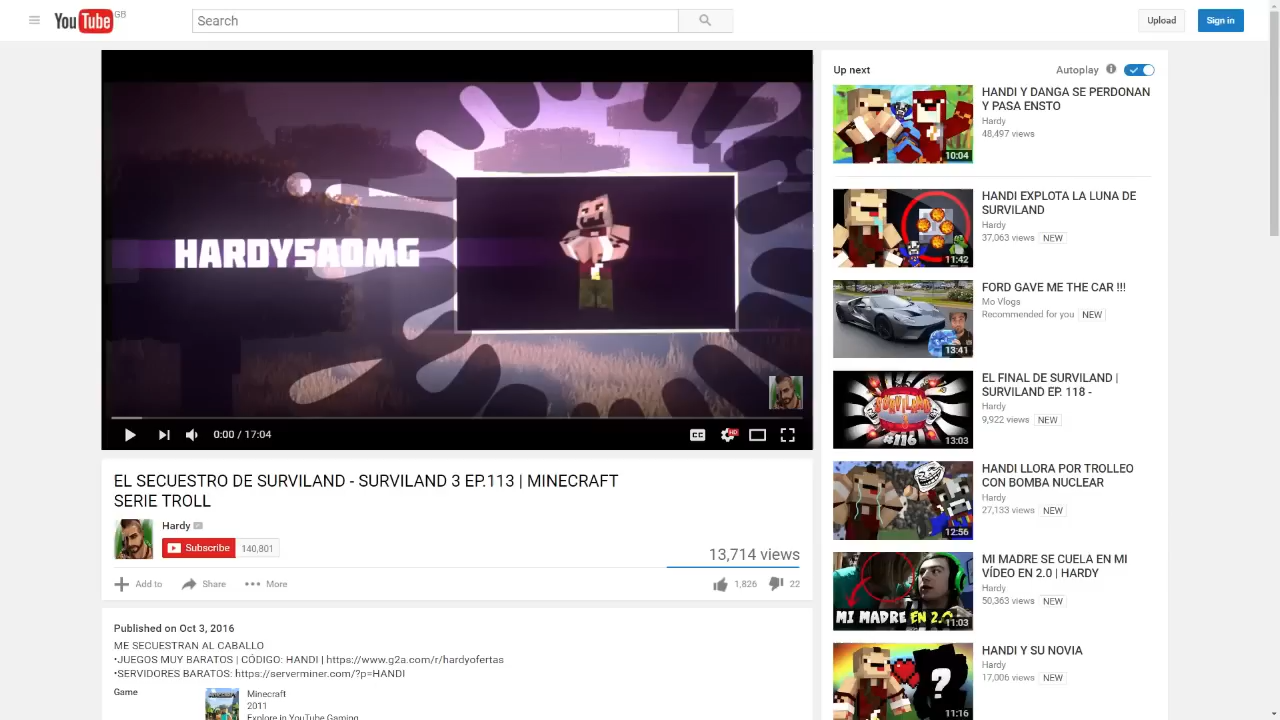 YouTube GB
Search
Upload
Sign in
HARDYSAOMG
0:00 / 17:04
CC
HD
EL SECUESTRO DE SURVILAND - SURVILAND 3 EP.113 | MINECRAFT
SERIE TROLL
Hardy
Subscribe 140,801
13,714 views
Add to Share More
1,826 22
Published on Oct 3, 2016
ME SECUESTRAN AL CABALLO
•JUEGOS MUY BARATOS | CÓDIGO: HANDI | https://www.g2a.com/r/hardyofertas
•SERVIDORES BARATOS: https://serverminer.com/?p=HANDI
Game
Minecraft
2011
Explore in YouTube Gaming
Up next
Autoplay
HANDI Y DANGA SE PERDONAN
Y PASA ENSTO
Hardy
48,497 views
10:04
HANDI EXPLOTA LA LUNA DE
SURVILAND
Hardy
37,063 views NEW
11:42
FORD GAVE ME THE CAR !!!
Mo Vlogs
Recommended for you NEW
13:41
EL FINAL DE SURVILAND |
SURVILAND EP. 118 -
Hardy
9,922 views NEW
SURVILAND
3
#116
13:03
HANDI LLORA POR TROLLEO
CON BOMBA NUCLEAR
Hardy
27,133 views NEW
12:56
MI MADRE SE CUELA EN MI
VÍDEO EN 2.0 | HARDY
Hardy
50,363 views NEW
MI MADRE EN 2.0
11:03
HANDI Y SU NOVIA
Hardy
17,006 views NEW
?
11:16